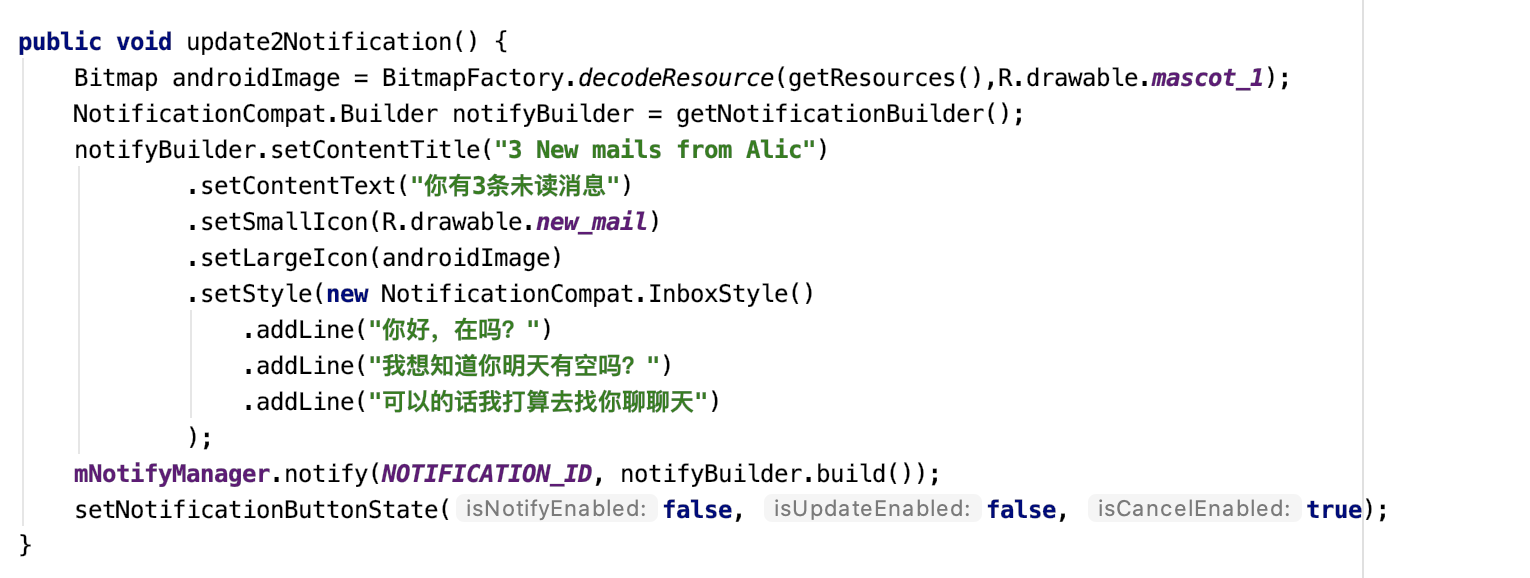 public void update2Notification() {
Bitmap androidImage = BitmapFactory.decodeResource(getResources(),R.drawable.mascot_1);
NotificationCompat.Builder notifyBuilder = getNotificationBuilder();
notifyBuilder.setContentTitle("3 New mails from Alic")
.setContentText("你有3条未读消息")
.setSmallIcon(R.drawable.new_mail)
.setLargeIcon(androidImage)
.setStyle(new NotificationCompat.InboxStyle()
.addLine("你好，在吗？")
.addLine("我想知道你明天有空吗？")
.addLine("可以的话我打算去找你聊聊天")
);
mNotifyManager.notify(NOTIFICATION_ID, notifyBuilder.build());
setNotificationButtonState( isNotifyEnabled: false, isUpdateEnabled: false, isCancelEnabled: true);
}